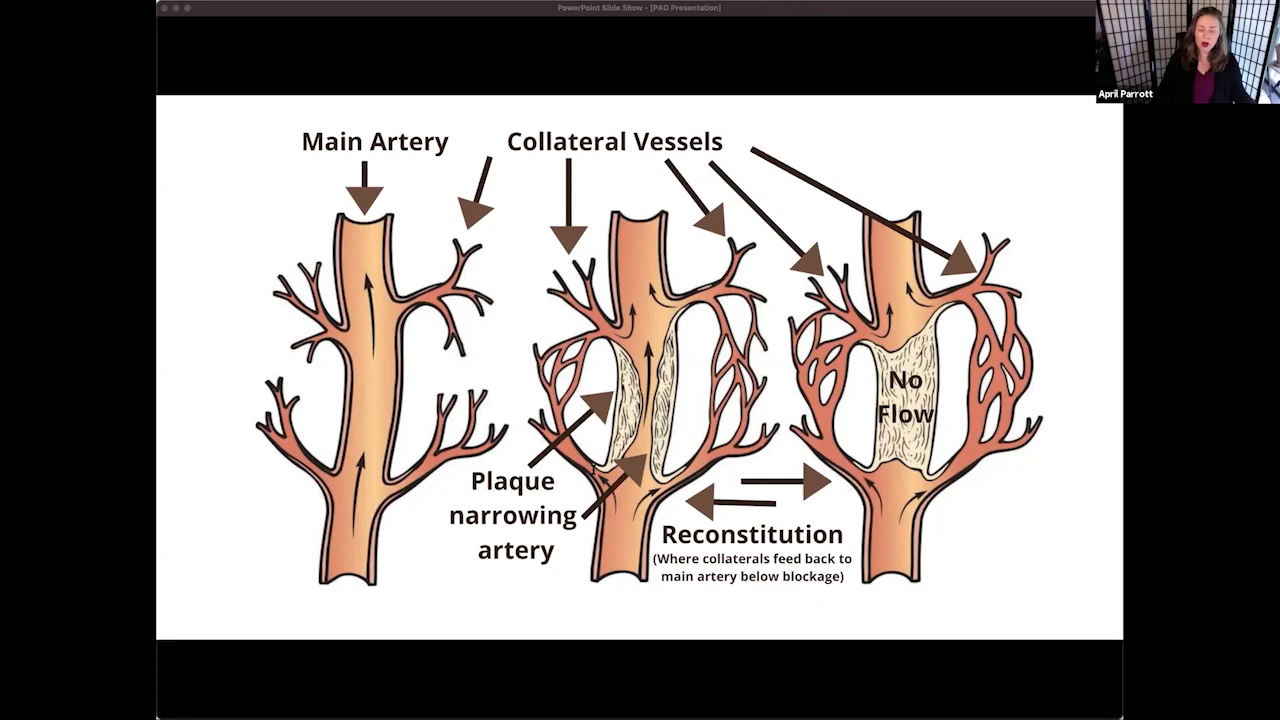 PowerPoint Slide Show - [PAD Presentation]
April Parrott
Main Artery
Collateral Vessels
No
Flow
Plaque
narrowing
artery
Reconstitution
(Where collaterals feed back to
main artery below blockage)